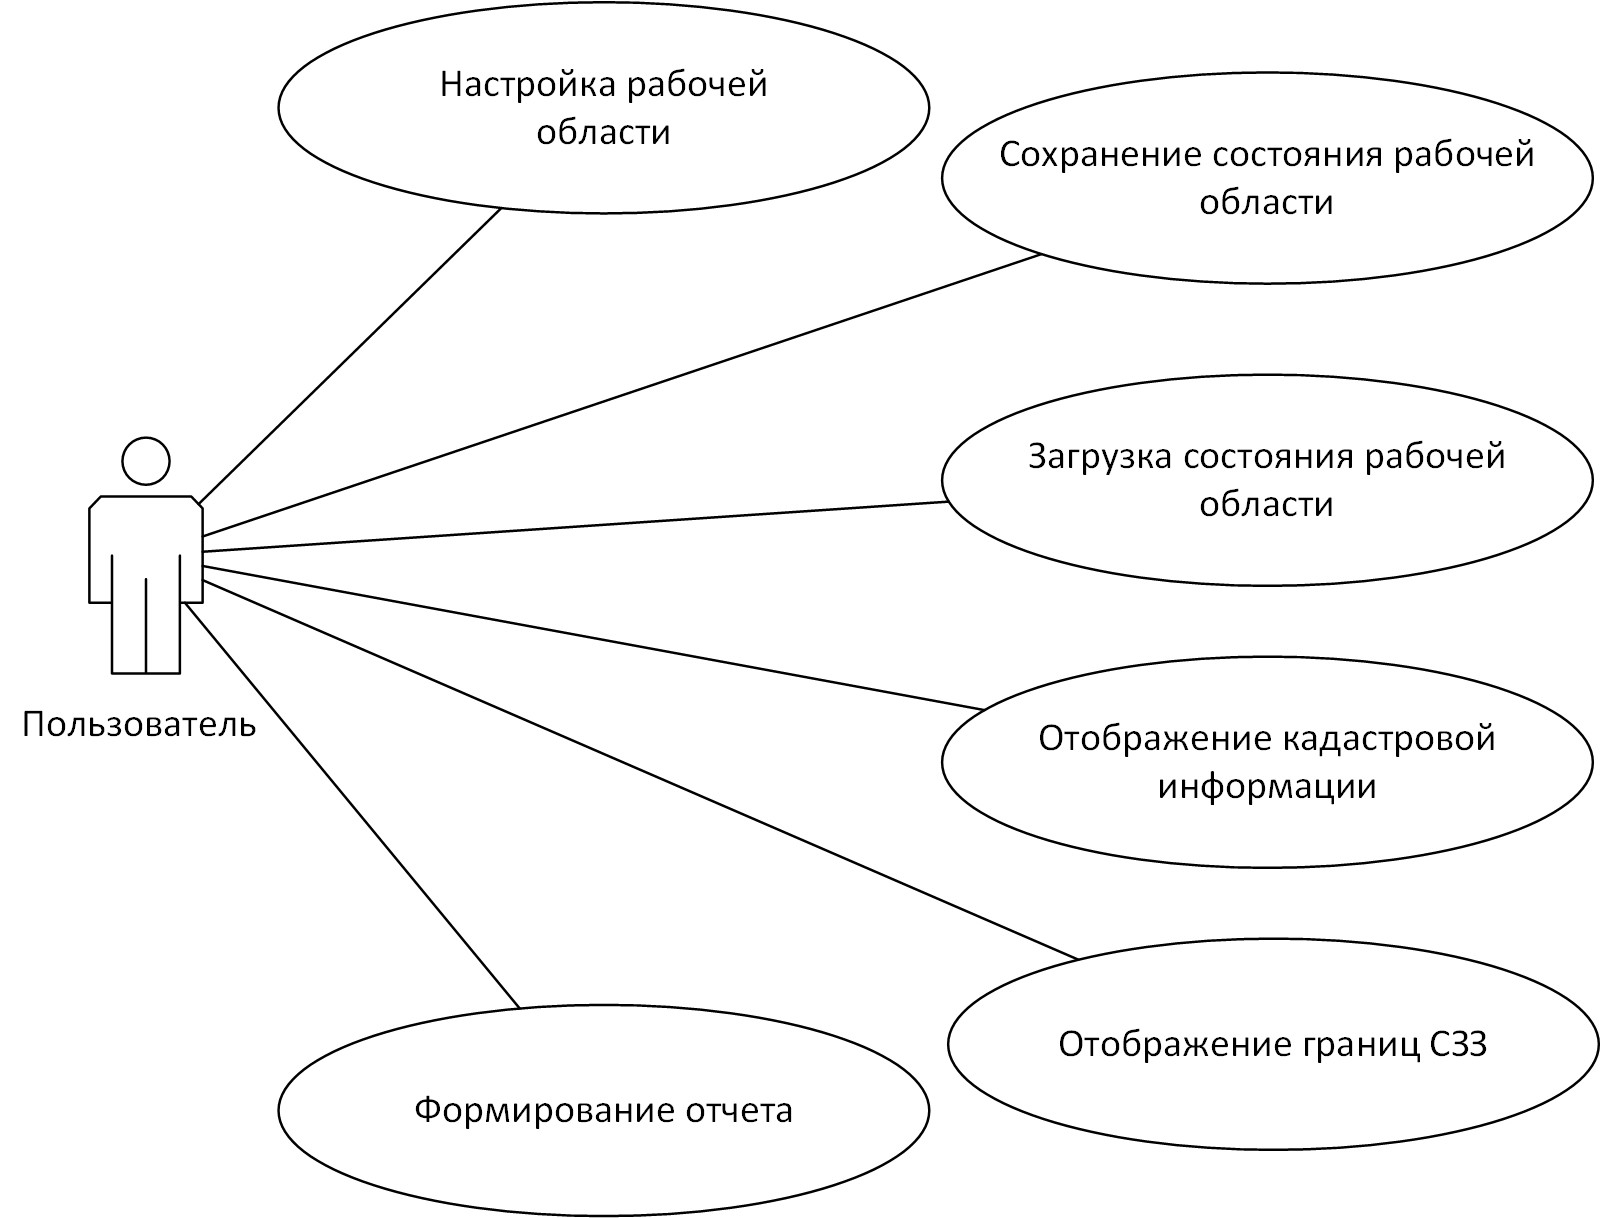 Настройка рабочей
области
Сохранение состояния рабочей
области
Загрузка состояния рабочей
области
Пользователь
Отображение кадастровой
информации
Отображение границ СЗЗ
Формирование отчета